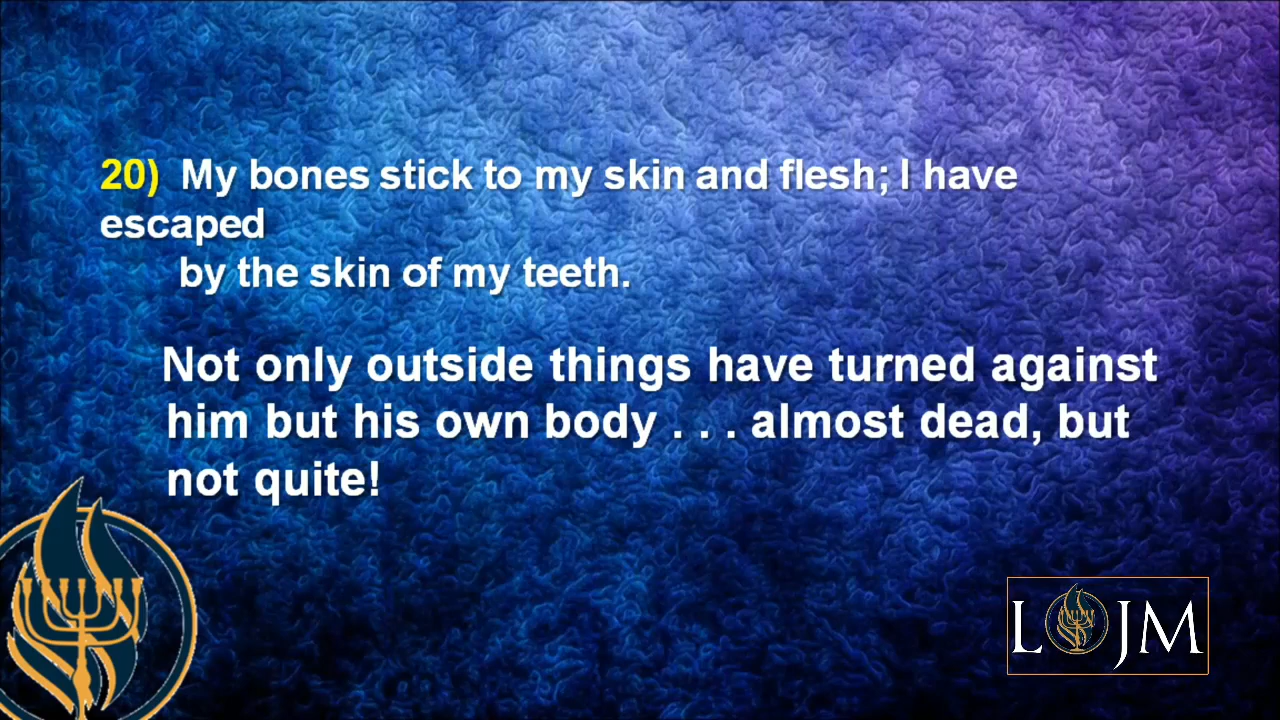 20) My bones stick to my skin and flesh; I have
escaped
by the skin of my teeth.
Not only outside things have turned against
him but his own body . . . almost dead, but
not quite!
LOJM